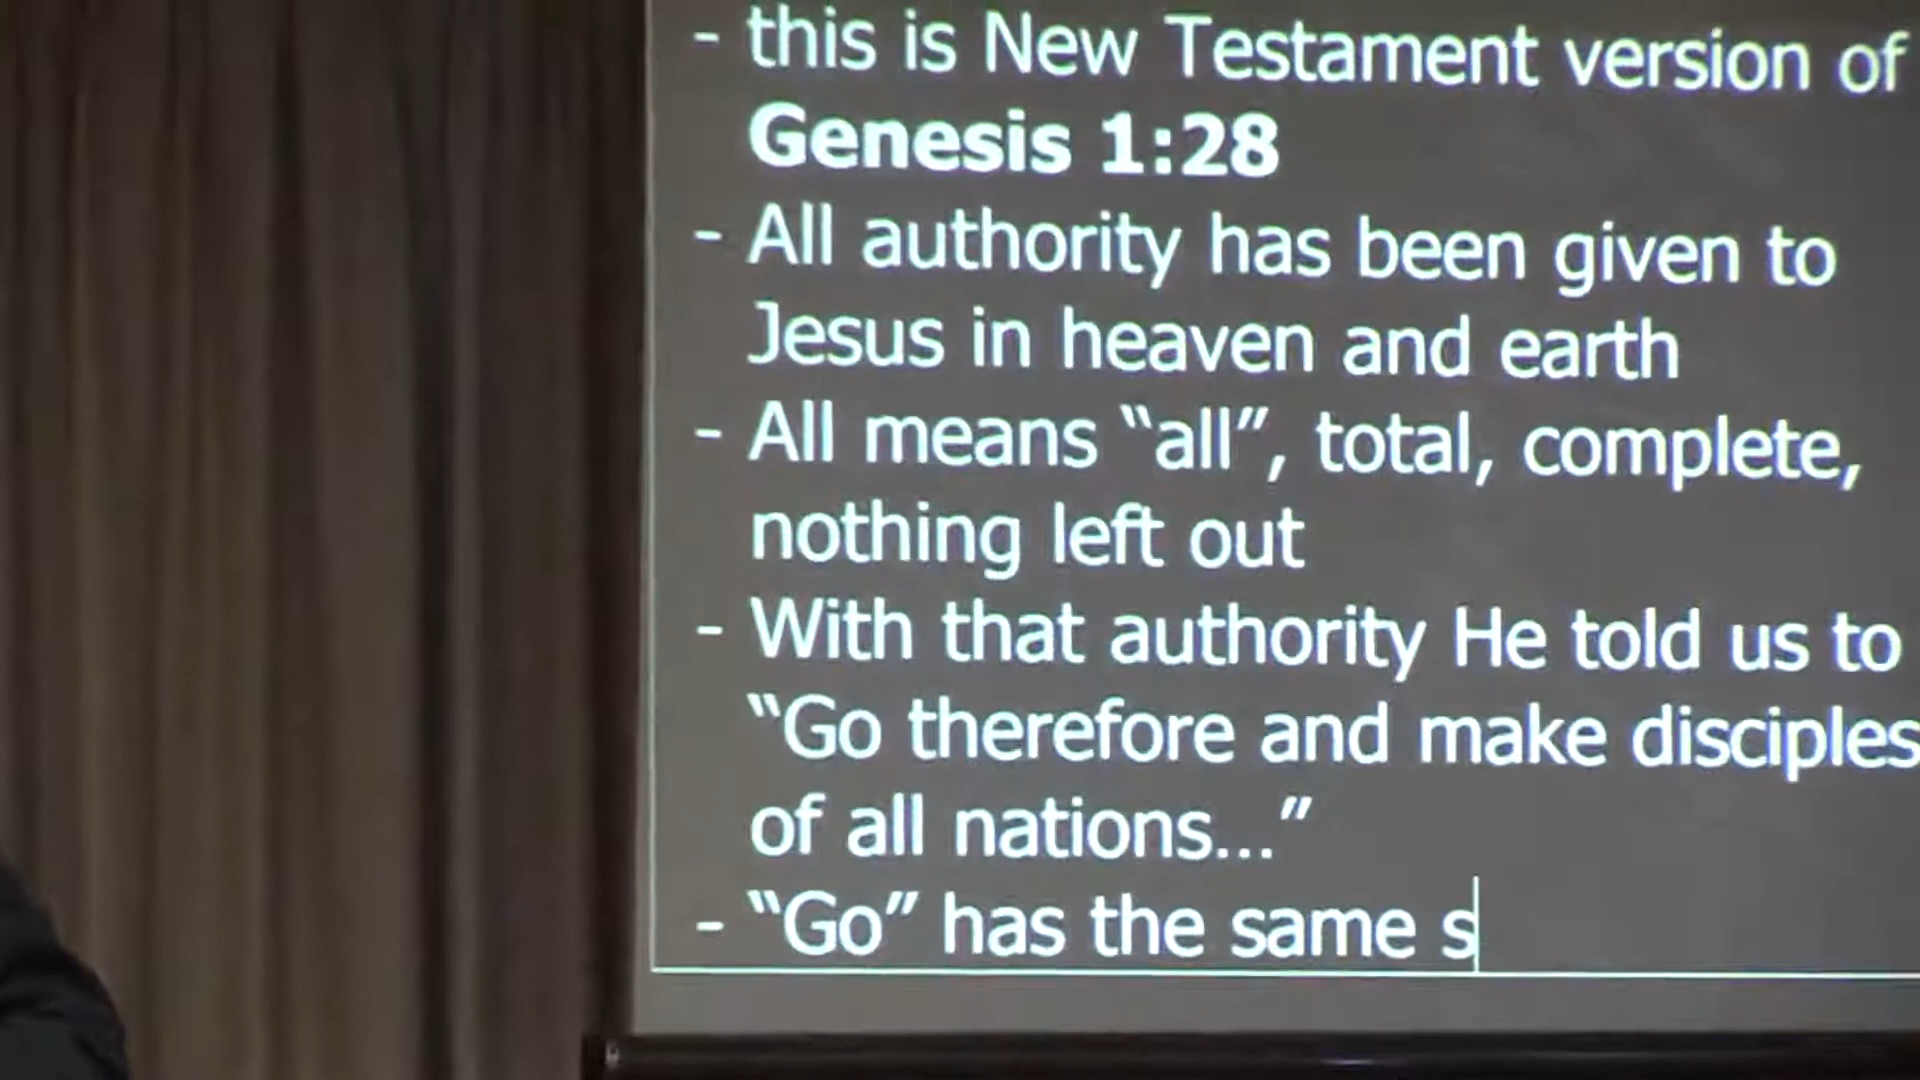 - this is New Testament version of
Genesis 1:28
- All authority has been given to
Jesus in heaven and earth
- All means “all”, total, complete,
nothing left out
- With that authority He told us to
“Go therefore and make disciples
of all nations...”
- “Go” has the same s